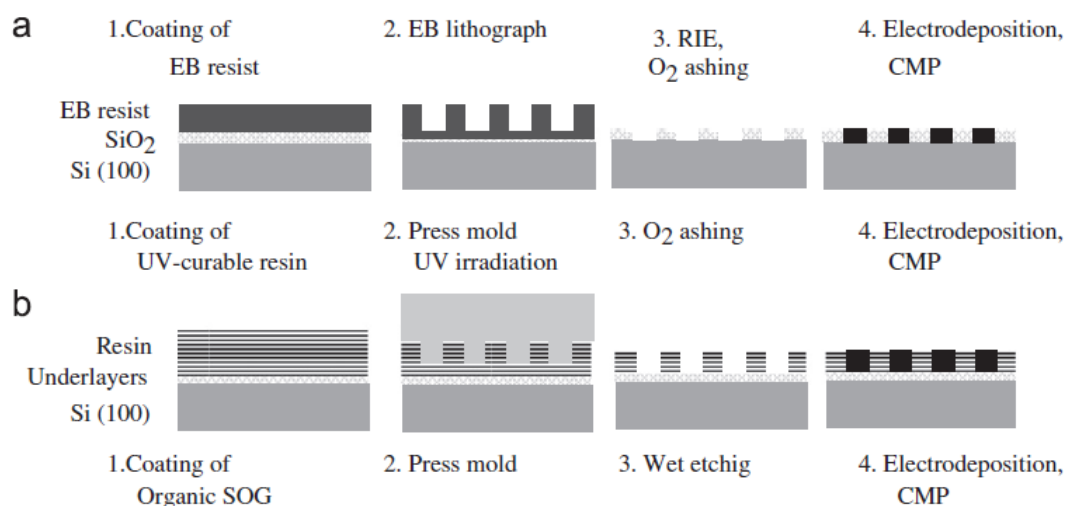 a
1.Coating of
EB resist
2. EB lithograph
3. RIE,
O2 ashing
4. Electrodeposition,
CMP
EB resist
SiO2
Si (100)
1.Coating of
UV-curable resin
2. Press mold
UV irradiation
3. O2 ashing
4. Electrodeposition,
CMP
b
Resin
Underlayers
Si (100)
1.Coating of
Organic SOG
2. Press mold
3. Wet etchig
4. Electrodeposition,
CMP